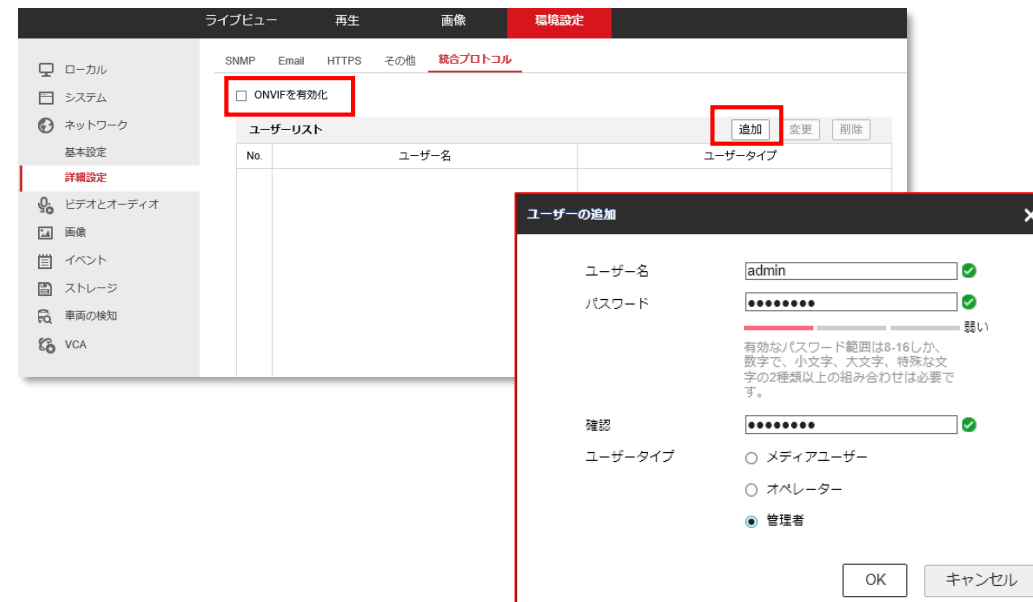 ライブビュー 再生 画像 環境設定
ローカル
システム
ネットワーク
基本設定
詳細設定
ビデオとオーディオ
画像
イベント
ストレージ
車両の検知
VCA
SNMP Email HTTPS その他 統合プロトコル
ONVIFを有効化
ユーザーリスト 追加 変更 削除
No. ユーザー名 ユーザータイプ
ユーザーの追加
ユーザー名 admin
パスワード ••••••••
弱い
有効なパスワード範囲は8-16しか、
数字で、小文字、大文字、特殊な文
字の2種類以上の組み合わせは必要で
す。
確認 ••••••••
ユーザータイプ メディアユーザー
オペレーター
管理者
OK キャンセル